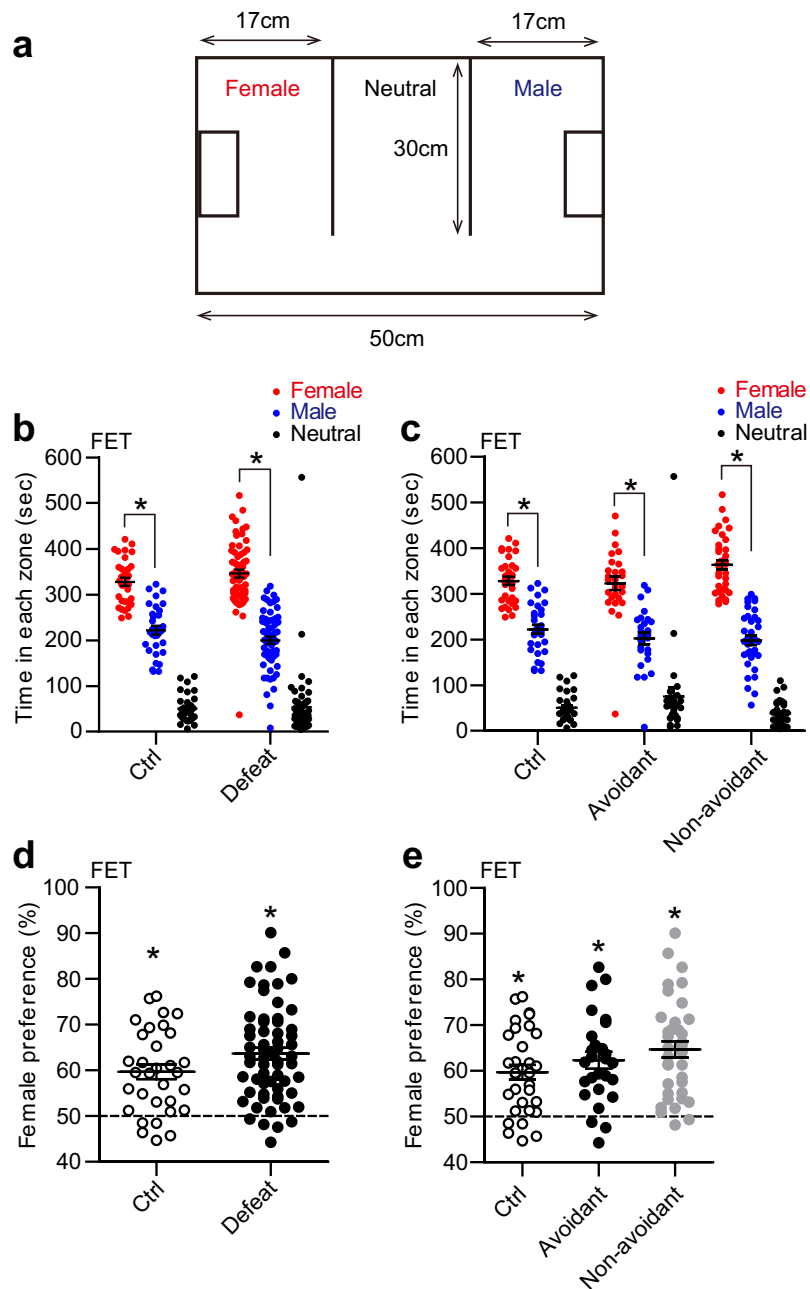 a
17cm
17cm
Female
Neutral
Male
30cm
50cm
b
FET
Female
Male
Neutral
Time in each zone (sec)
600
500
400
300
200
100
0
*
*
Ctrl
Defeat
c
FET
Female
Male
Neutral
Time in each zone (sec)
600
500
400
300
200
100
0
*
*
*
Ctrl
Avoidant
Non-avoidant
d
FET
Female preference (%)
100
90
80
70
60
50
40
*
*
Ctrl
Defeat
e
FET
Female preference (%)
100
90
80
70
60
50
40
*
*
*
Ctrl
Avoidant
Non-avoidant